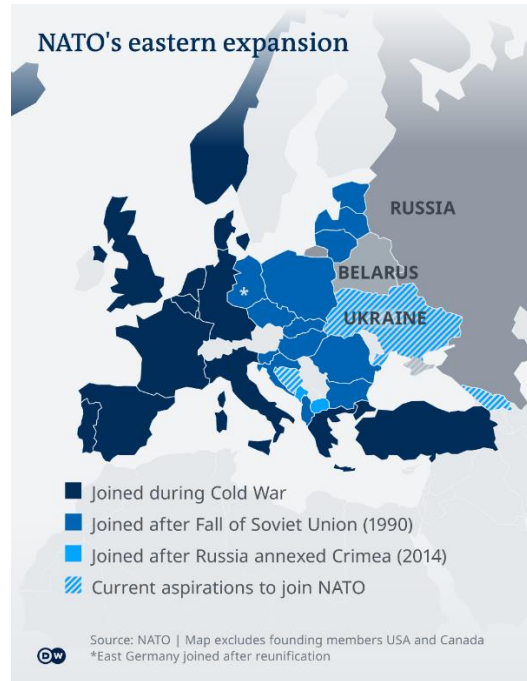 NATO's eastern expansion
RUSSIA
BELARUS
UKRAINE
*
Joined during Cold War
Joined after Fall of Soviet Union (1990)
Joined after Russia annexed Crimea (2014)
Current aspirations to join NATO
DW
Source: NATO | Map excludes founding members USA and Canada
*East Germany joined after reunification